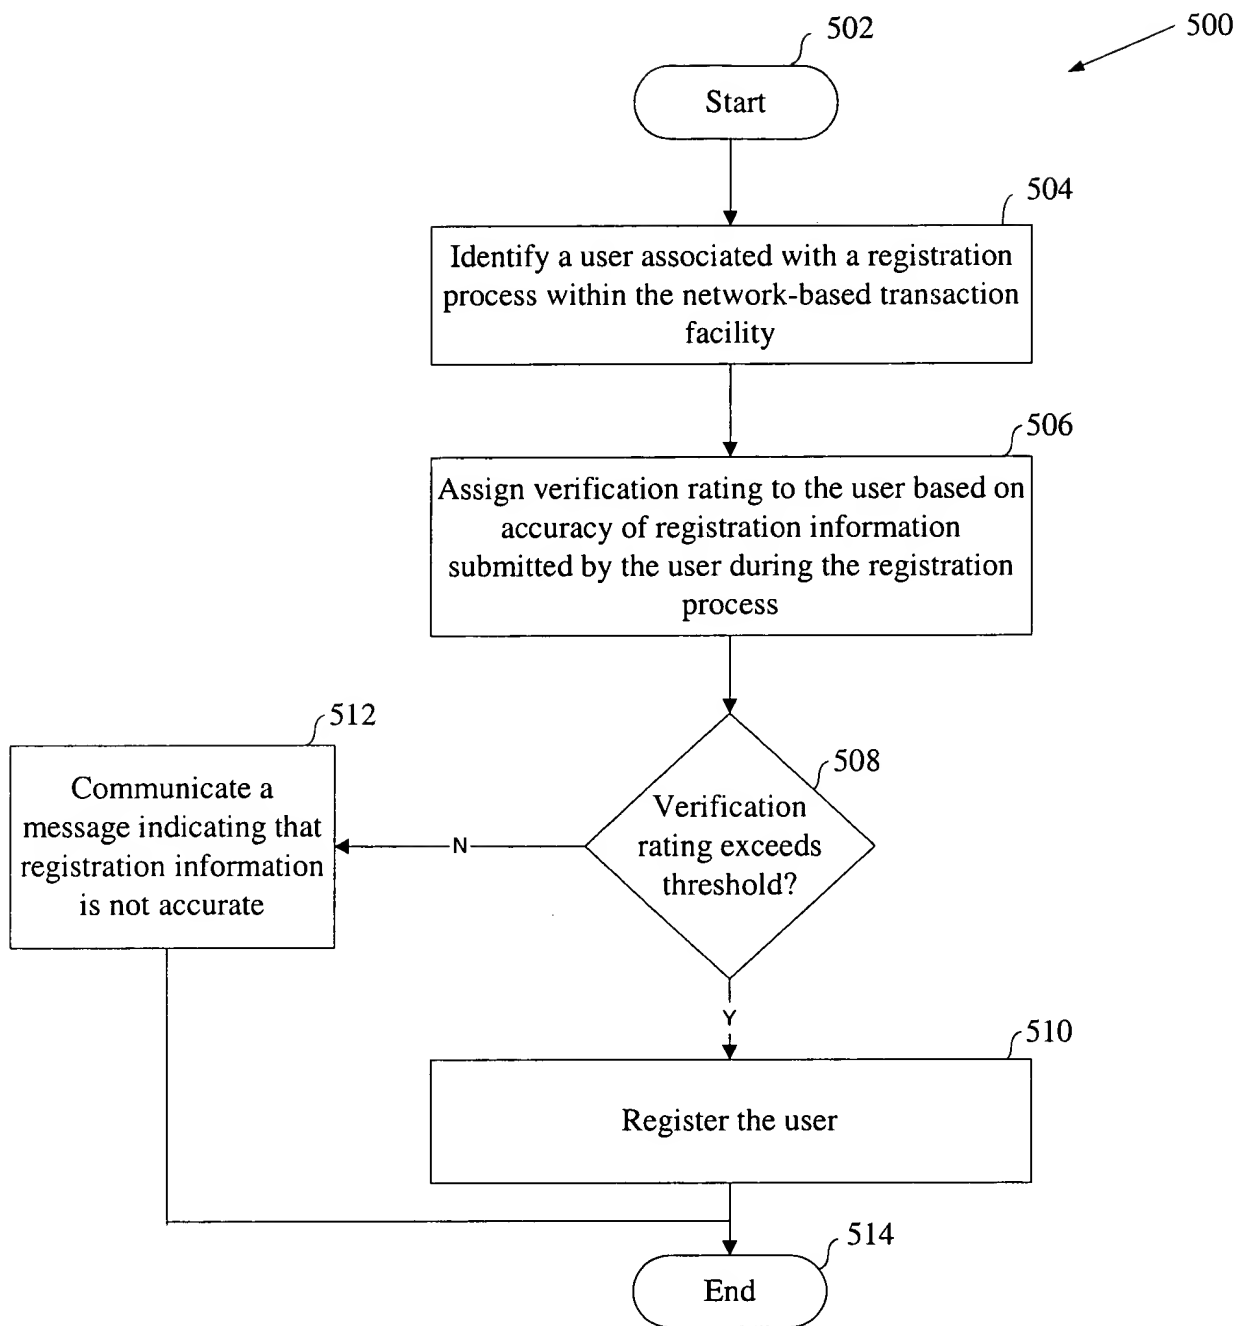 500
502
Start
504
Identify a user associated with a registration
process within the network-based transaction
facility
506
Assign verification rating to the user based on
accuracy of registration information
submitted by the user during the registration
process
508
Verification
rating exceeds
threshold?
512
Communicate a
message indicating that
registration information
is not accurate
N
Y
510
Register the user
514
End